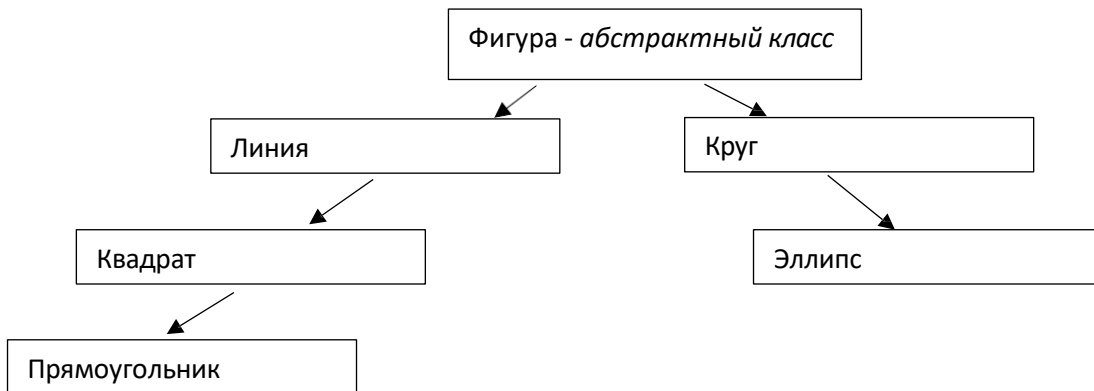 Фигура - абстрактный класс
Линия
Круг
Квадрат
Эллипс
Прямоугольник